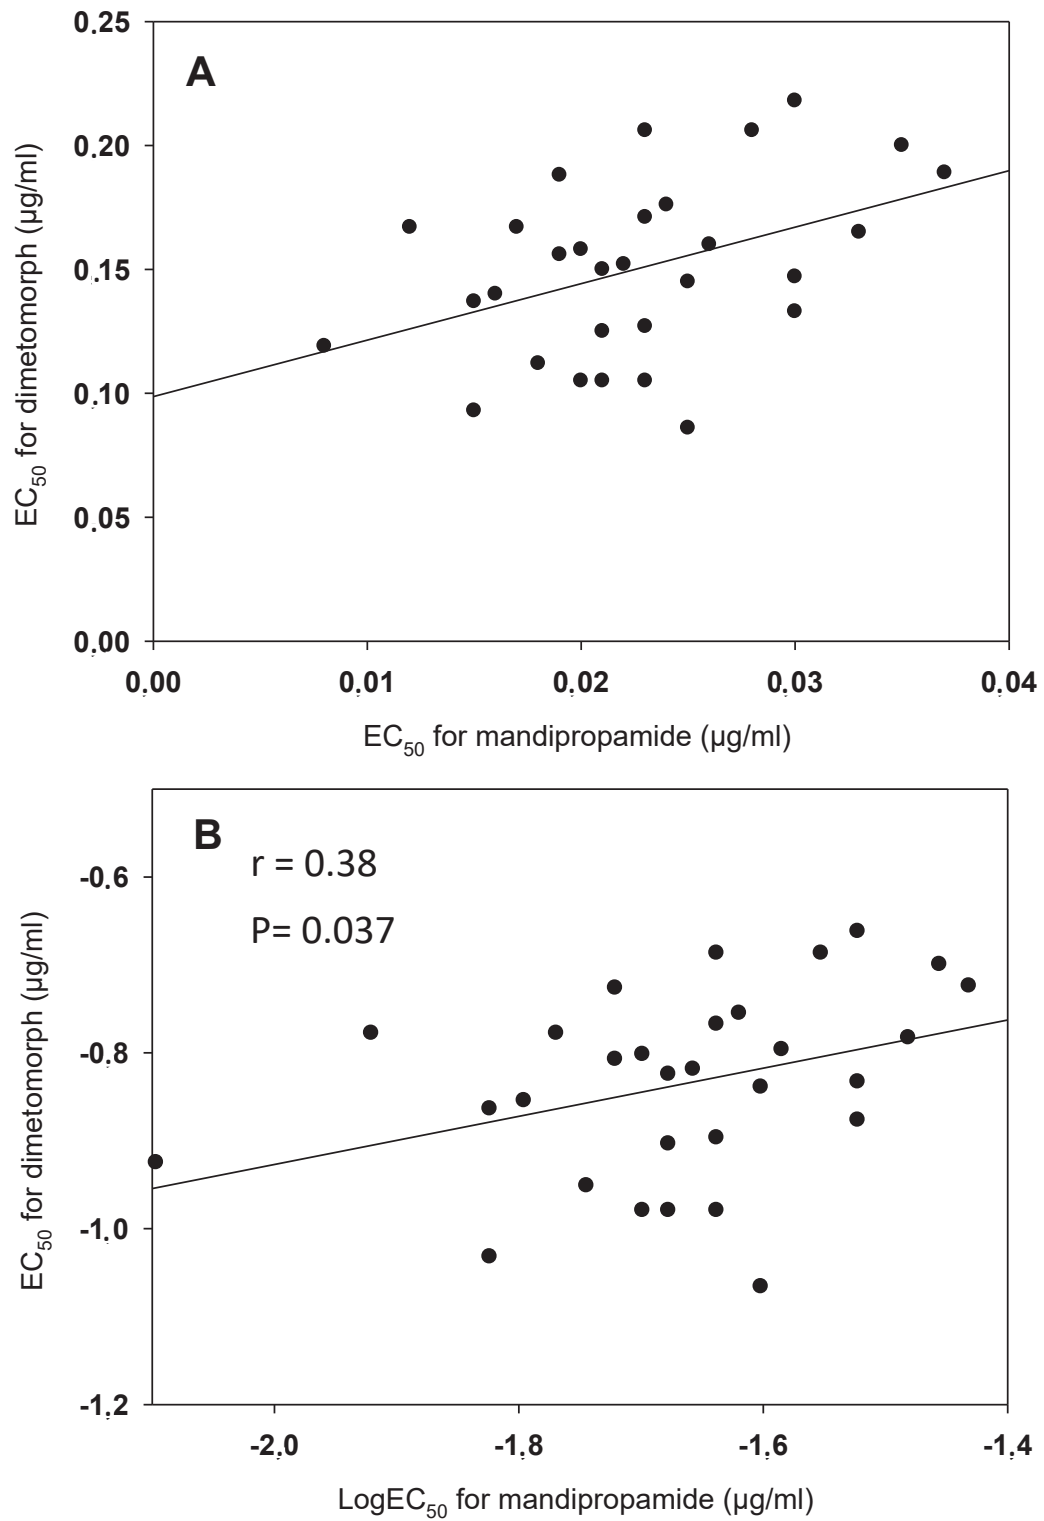 A
0.25
0.20
0.15
0.10
0.05
0.00
EC50 for dimetomorph (µg/ml)
0.00 0.01 0.02 0.03 0.04
EC50 for mandipropamide (µg/ml)
B
r = 0.38
P= 0.037
-0.6
-0.8
-1.0
-1.2
EC50 for dimetomorph (µg/ml)
-2.0 -1.8 -1.6 -1.4
LogEC50 for mandipropamide (µg/ml)